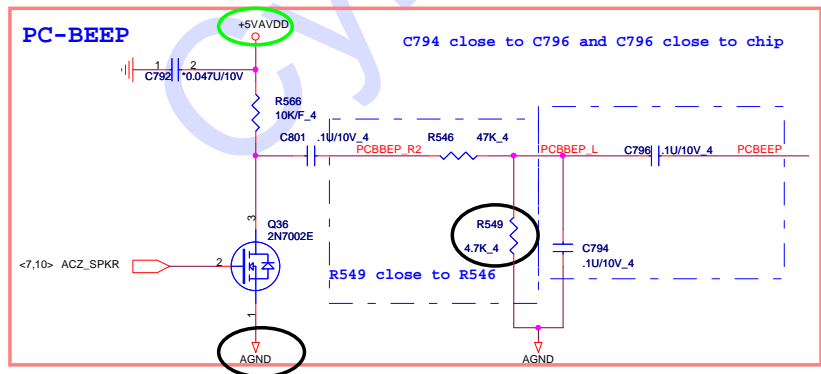 PC-BEEP
+5VAVDD
C794 close to C796 and C796 close to chip
1
2
C792
*0.047U/10V
R566
10K/F_4
C801
.1U/10V_4
PCBBEP_R2
R546
47K_4
PCBBEP_L
C796
.1U/10V_4
PCBEEP
3
Q36
2N7002E
R549
4.7K_4
C794
.1U/10V_4
<7,10>
ACZ_SPKR
2
R549 close to R546
1
AGND
AGND
Cy